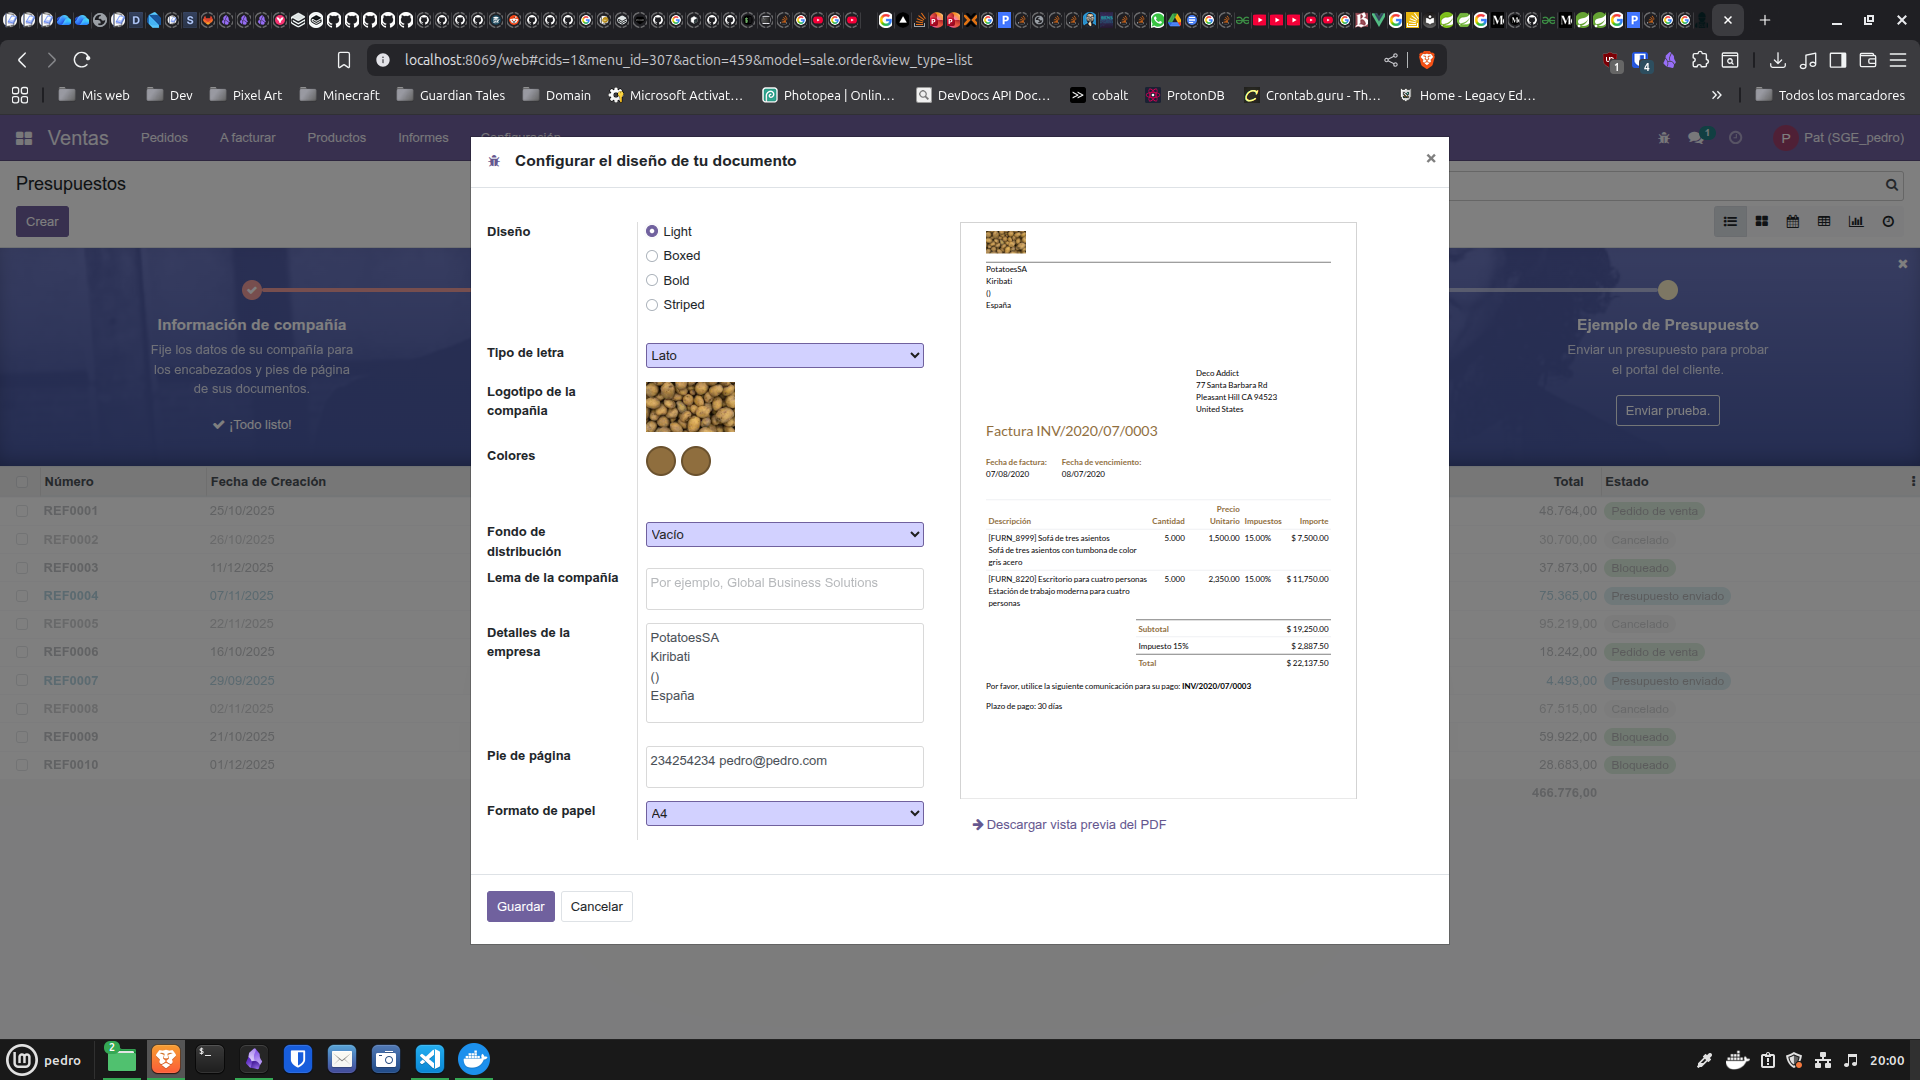 localhost:8069/web#cids=1&menu_id=307&action=459&model=sale.order&view_type=list
1
4
Mis web
Dev
Pixel Art
Minecraft
Guardian Tales
Domain
Microsoft Activat...
Photopea | Onlin...
DevDocs API Doc...
cobalt
ProtonDB
Crontab.guru - Th...
Home - Legacy Ed...
Todos los marcadores
Ventas
Pedidos
A facturar
Productos
Informes
Configuración
1
P
Pat (SGE_pedro)
Presupuestos
Crear
Información de compañía
Fije los datos de su compañía para
los encabezados y pies de página
de sus documentos.
¡Todo listo!
Ejemplo de Presupuesto
Enviar un presupuesto para probar
el portal del cliente.
Enviar prueba.
Número Fecha de Creación Total Estado
REF0001 25/10/2025 48.764,00 Pedido de venta
REF0002 26/10/2025 30.700,00 Cancelado
REF0003 11/12/2025 37.873,00 Bloqueado
REF0004 07/11/2025 75.365,00 Presupuesto enviado
REF0005 22/11/2025 95.219,00 Cancelado
REF0006 16/10/2025 18.242,00 Pedido de venta
REF0007 29/09/2025 4.493,00 Presupuesto enviado
REF0008 02/11/2025 67.515,00 Cancelado
REF0009 21/10/2025 59.922,00 Bloqueado
REF0010 01/12/2025 28.683,00 Bloqueado
466.776,00
Configurar el diseño de tu documento
Diseño
Light
Boxed
Bold
Striped
Tipo de letra
Lato
Logotipo de la
compañia
Colores
Fondo de
distribución
Vacío
Lema de la compañía
Por ejemplo, Global Business Solutions
Detalles de la
empresa
PotatoesSA
Kiribati
()
España
Pie de página
234254234 pedro@pedro.com
Formato de papel
A4
PotatoesSA
Kiribati
()
España
Deco Addict
77 Santa Barbara Rd
Pleasant Hill CA 94523
United States
Factura INV/2020/07/0003
Fecha de factura: Fecha de vencimiento:
07/08/2020 08/07/2020
Precio
Descripción Cantidad Unitario Impuestos Importe
[FURN_8999] Sofá de tres asientos 5.000 1,500.00 15.00% $ 7,500.00
Sofá de tres asientos con tumbona de color
gris acero
[FURN_8220] Escritorio para cuatro personas 5.000 2,350.00 15.00% $ 11,750.00
Estación de trabajo moderna para cuatro
personas
Subtotal $ 19,250.00
Impuesto 15% $ 2,887.50
Total $ 22,137.50
Por favor, utilice la siguiente comunicación para su pago: INV/2020/07/0003
Plazo de pago: 30 días
Descargar vista previa del PDF
Guardar
Cancelar
pedro
2
20:00